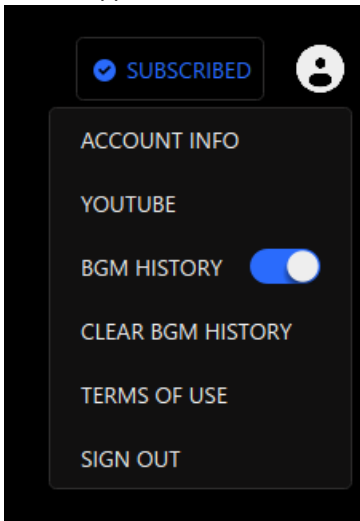 SUBSCRIBED
ACCOUNT INFO
YOUTUBE
BGM HISTORY
CLEAR BGM HISTORY
TERMS OF USE
SIGN OUT